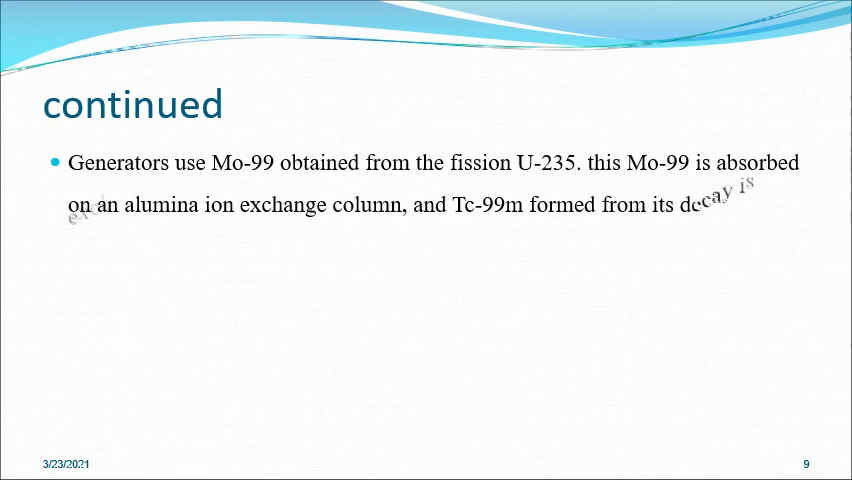 continued
Generators use Mo-99 obtained from the fission U-235. this Mo-99 is absorbed
on an alumina ion exchange column, and Tc-99m formed from its decay is
3/23/2021
9